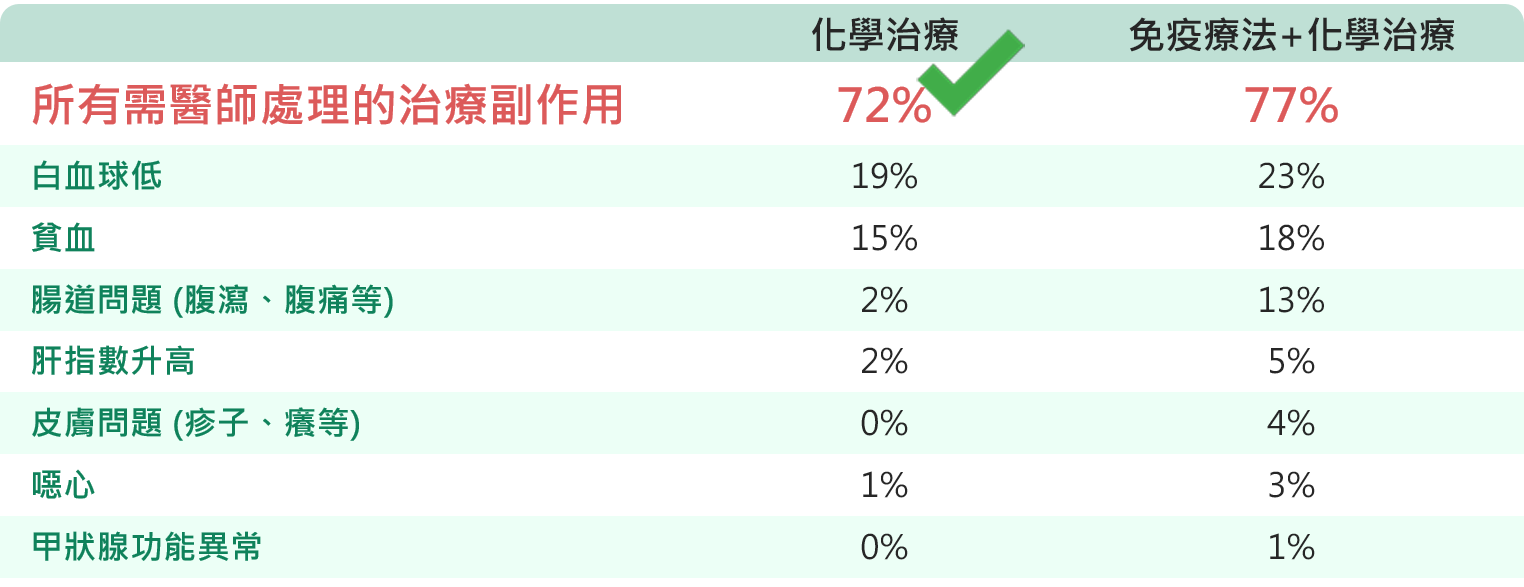 化學治療 免疫療法+化學治療
所有需醫師處理的治療副作用 72% 77%
白血球低 19% 23%
貧血 15% 18%
腸道問題 (腹瀉、腹痛等) 2% 13%
肝指數升高 2% 5%
皮膚問題 (疹子、癢等) 0% 4%
噁心 1% 3%
甲狀腺功能異常 0% 1%